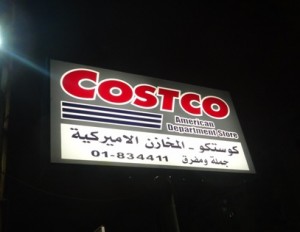 COSTCO
American
Department Store
كوستكو - المخازن الاميركية
جملة ومفرق 01-834411